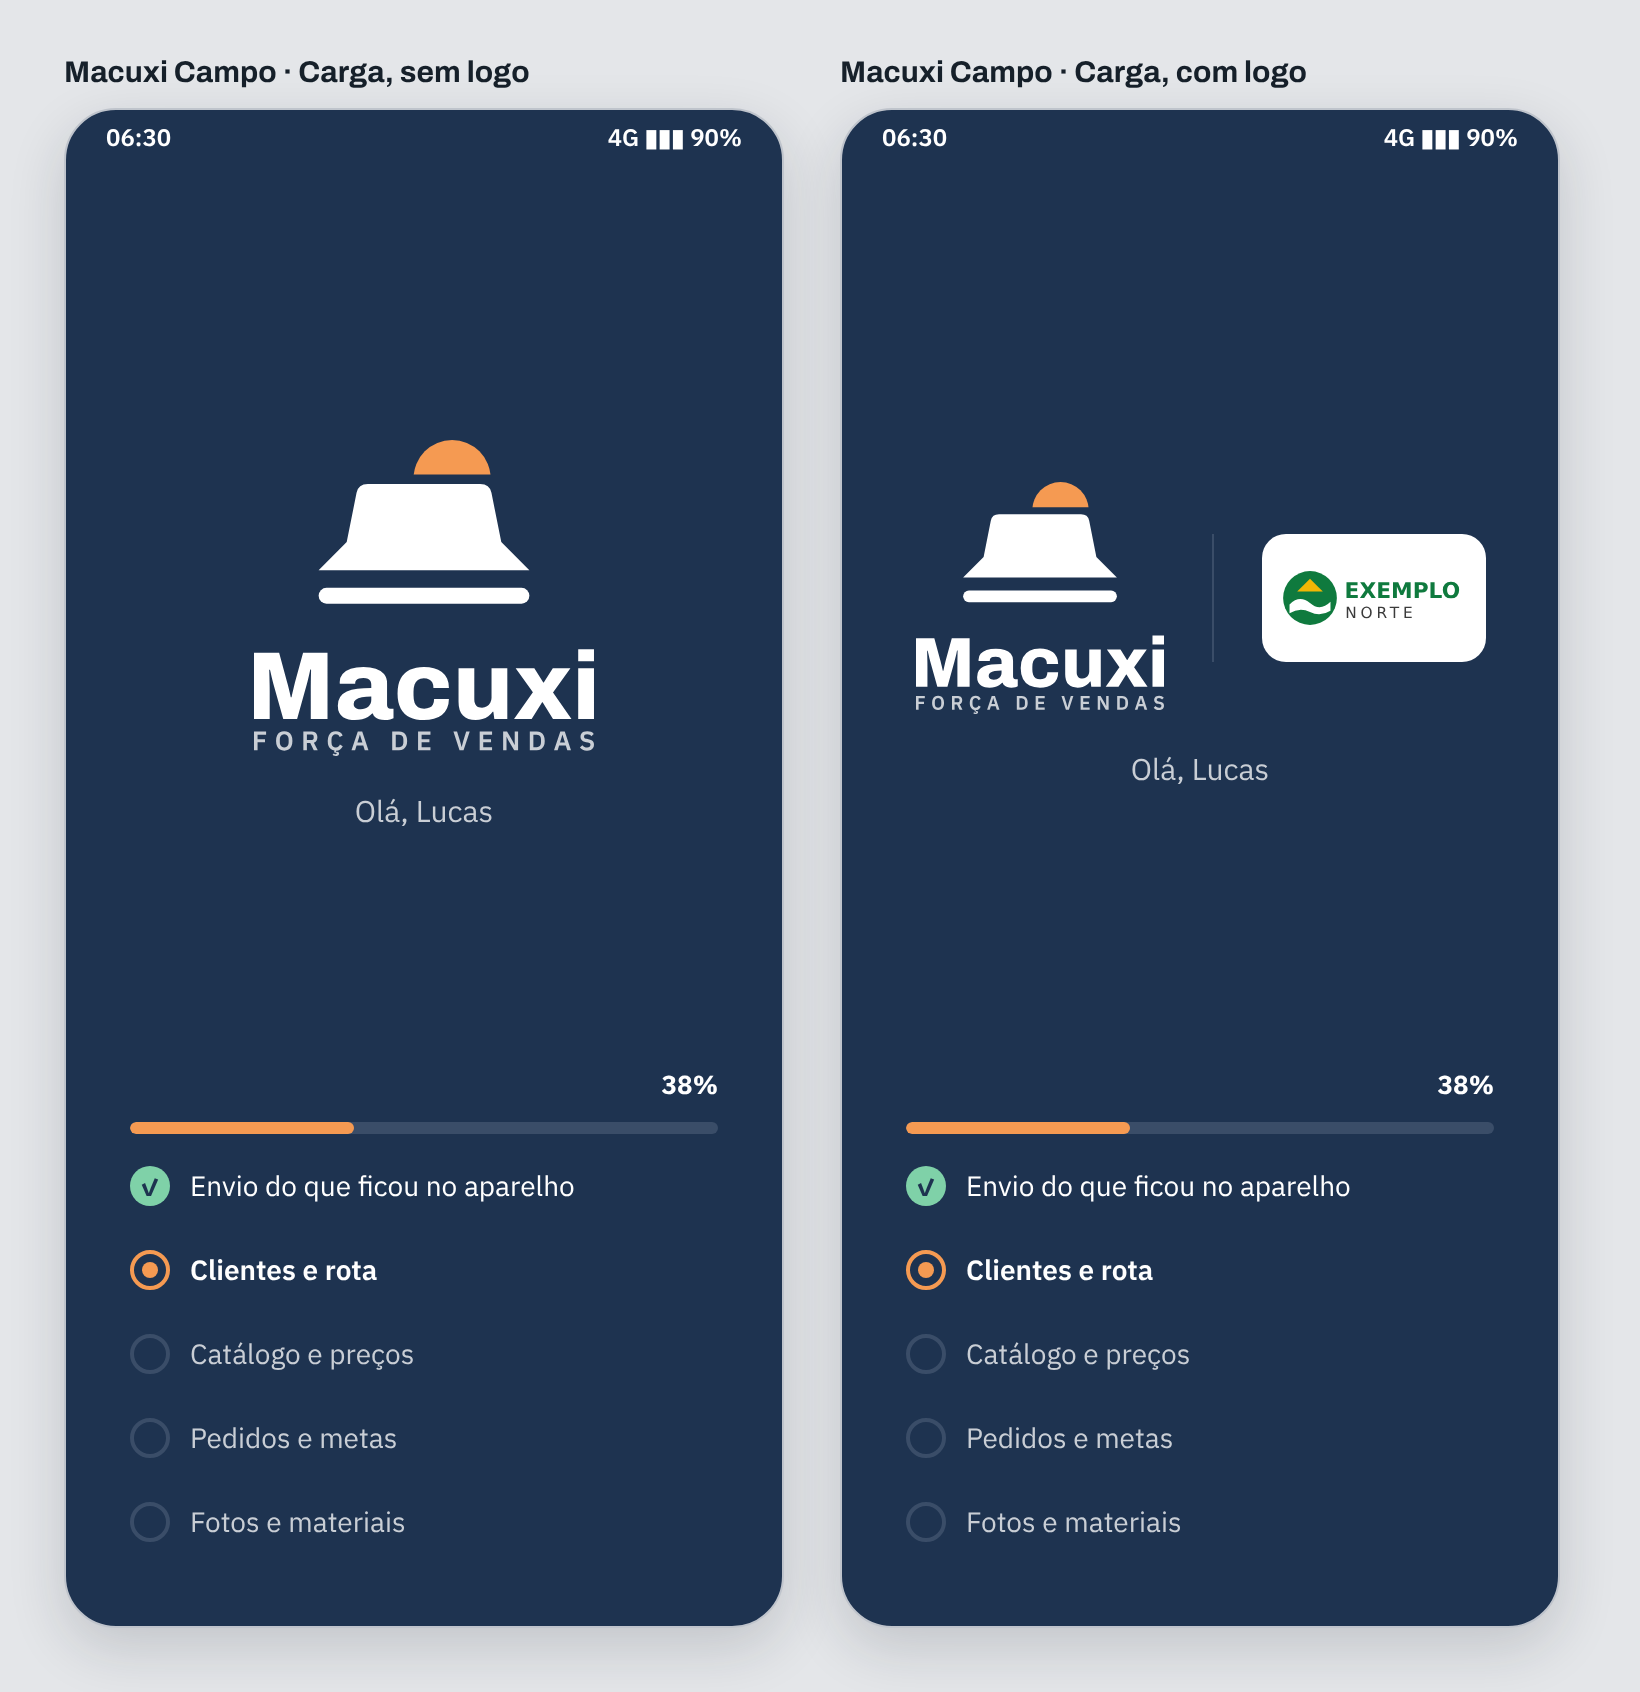 Macuxi Campo · Carga, sem logo
06:30
4G 90%
Macuxi
FORÇA DE VENDAS
Olá, Lucas
38%
Envio do que ficou no aparelho
Clientes e rota
Catálogo e preços
Pedidos e metas
Fotos e materiais
Macuxi Campo · Carga, com logo
06:30
4G 90%
Macuxi
FORÇA DE VENDAS
EXEMPLO
NORTE
Olá, Lucas
38%
Envio do que ficou no aparelho
Clientes e rota
Catálogo e preços
Pedidos e metas
Fotos e materiais